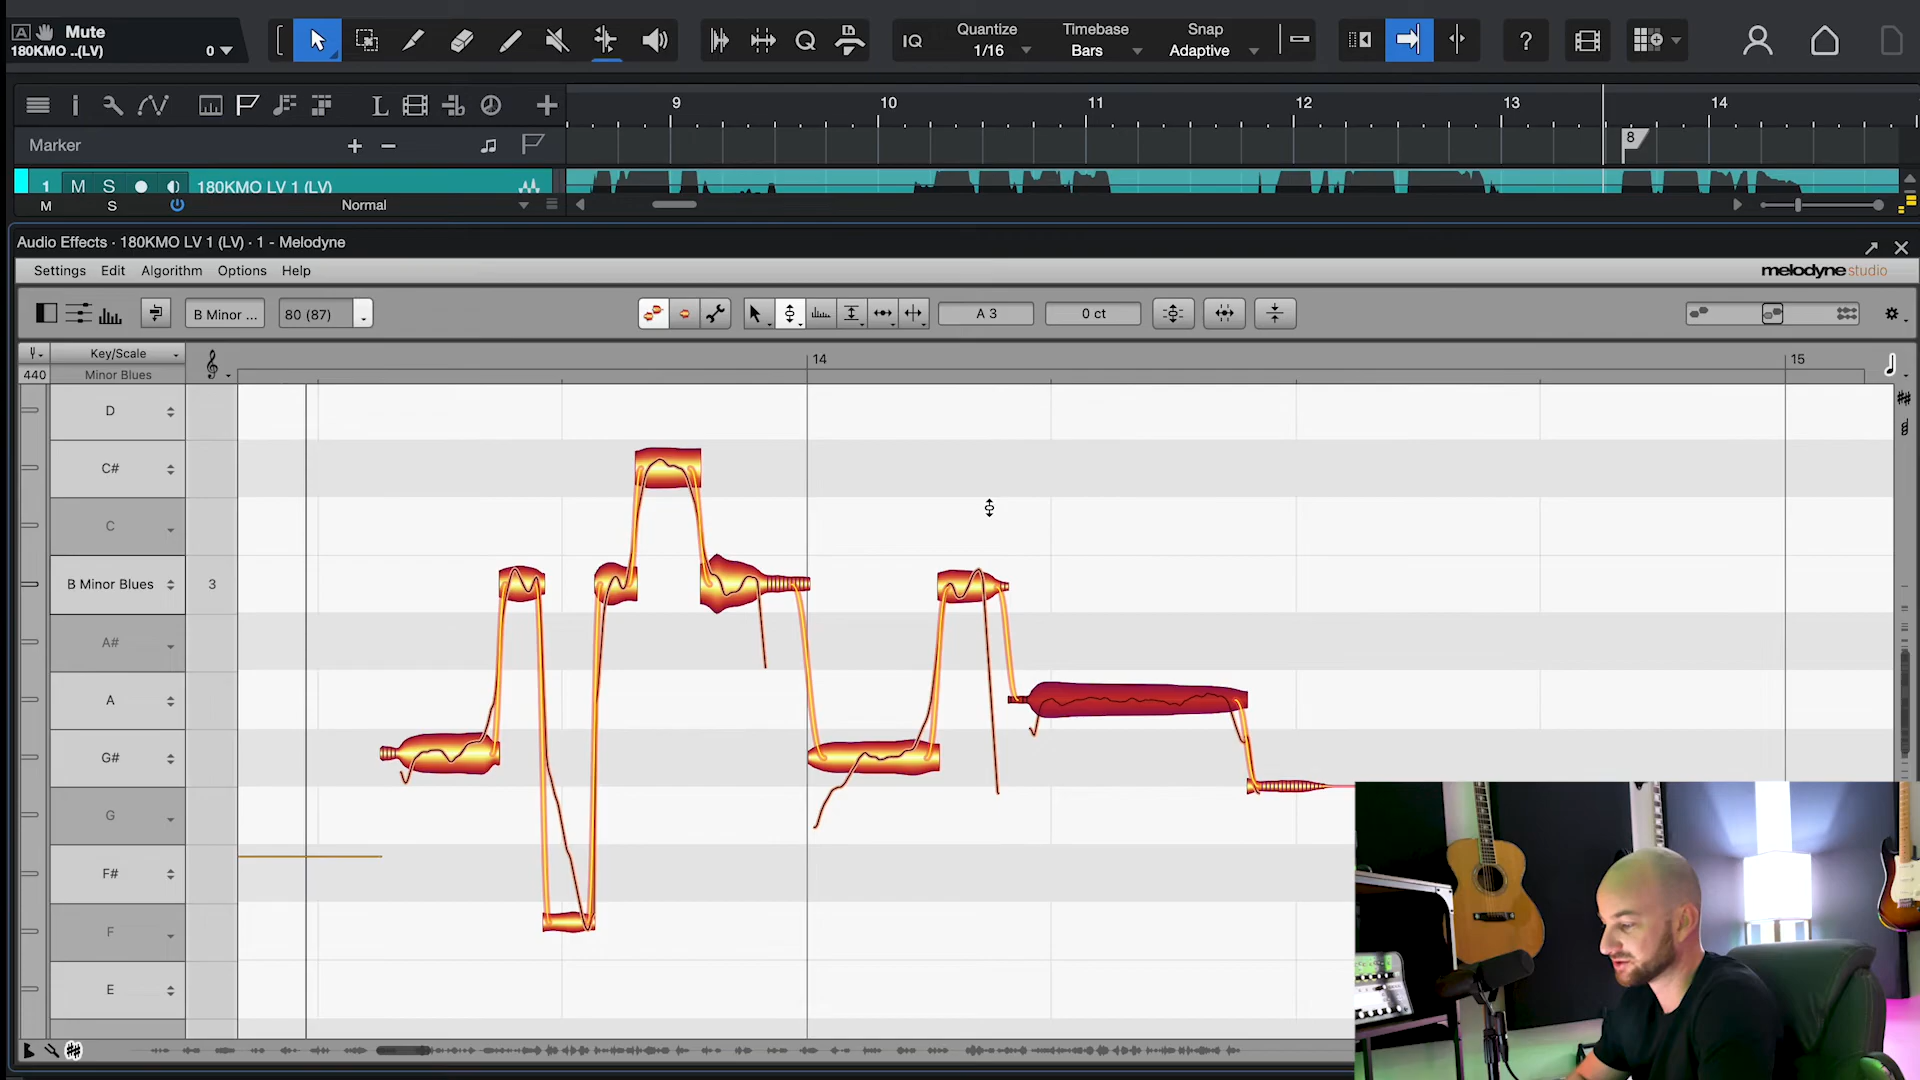 A Mute
180KMO ..(LV) 0
IQ Quantize Timebase Snap
1/16 Bars Adaptive
?
9 10 11 12 13 14
Marker
8
1 M S 180KMO LV 1 (LV)
M S Normal
Audio Effects · 180KMO LV 1 (LV) · 1 - Melodyne
Settings Edit Algorithm Options Help
melodyne studio
B Minor ... 80 (87) A 3 0 ct
Key/Scale 14 15
440 Minor Blues
D
C#
C
B Minor Blues 3
A#
A
G#
G
F#
F
E